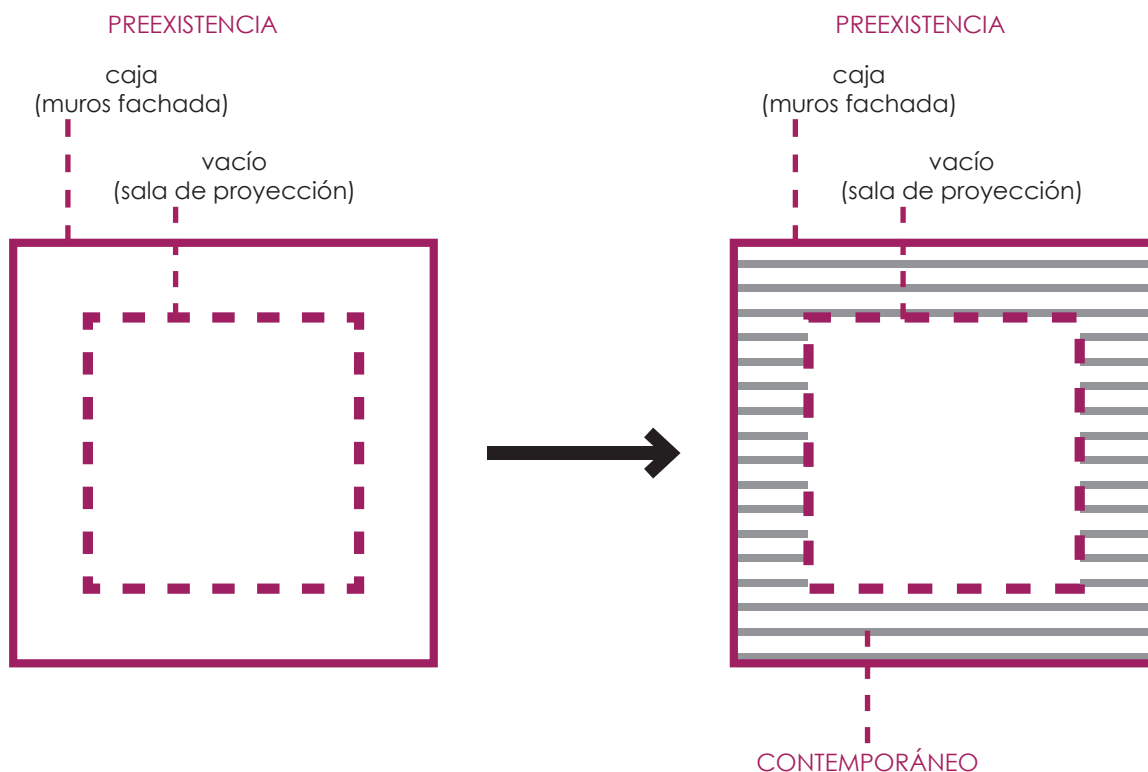 PREEXISTENCIA
caja
(muros fachada)
vacío
(sala de proyección)
PREEXISTENCIA
caja
(muros fachada)
vacío
(sala de proyección)
CONTEMPORÁNEO